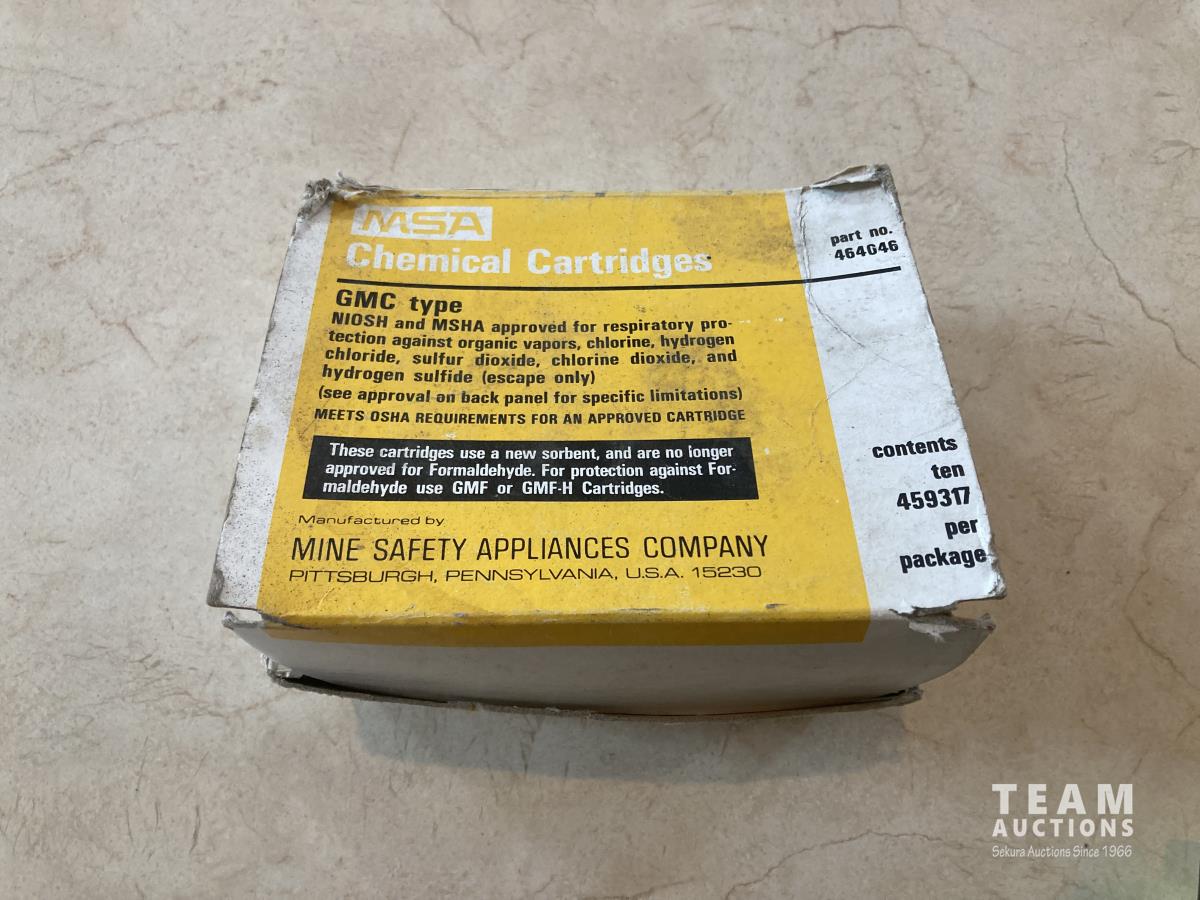 MSA
Chemical Cartridges
part no.
464646
GMC type
NIOSH and MSHA approved for respiratory pro-
tection against organic vapors, chlorine, hydrogen
chloride, sulfur dioxide, chlorine dioxide, and
hydrogen sulfide (escape only)
(see approval on back panel for specific limitations)
MEETS OSHA REQUIREMENTS FOR AN APPROVED CARTRIDGE
These cartridges use a new sorbent, and are no longer
approved for Formaldehyde. For protection against For-
maldehyde use GMF or GMF-H Cartridges.
Manufactured by
MINE SAFETY APPLIANCES COMPANY
PITTSBURGH, PENNSYLVANIA, U.S.A. 15230
contents
ten
459317
per
package
TEAM
AUCTIONS
Sekura Auctions Since 1966